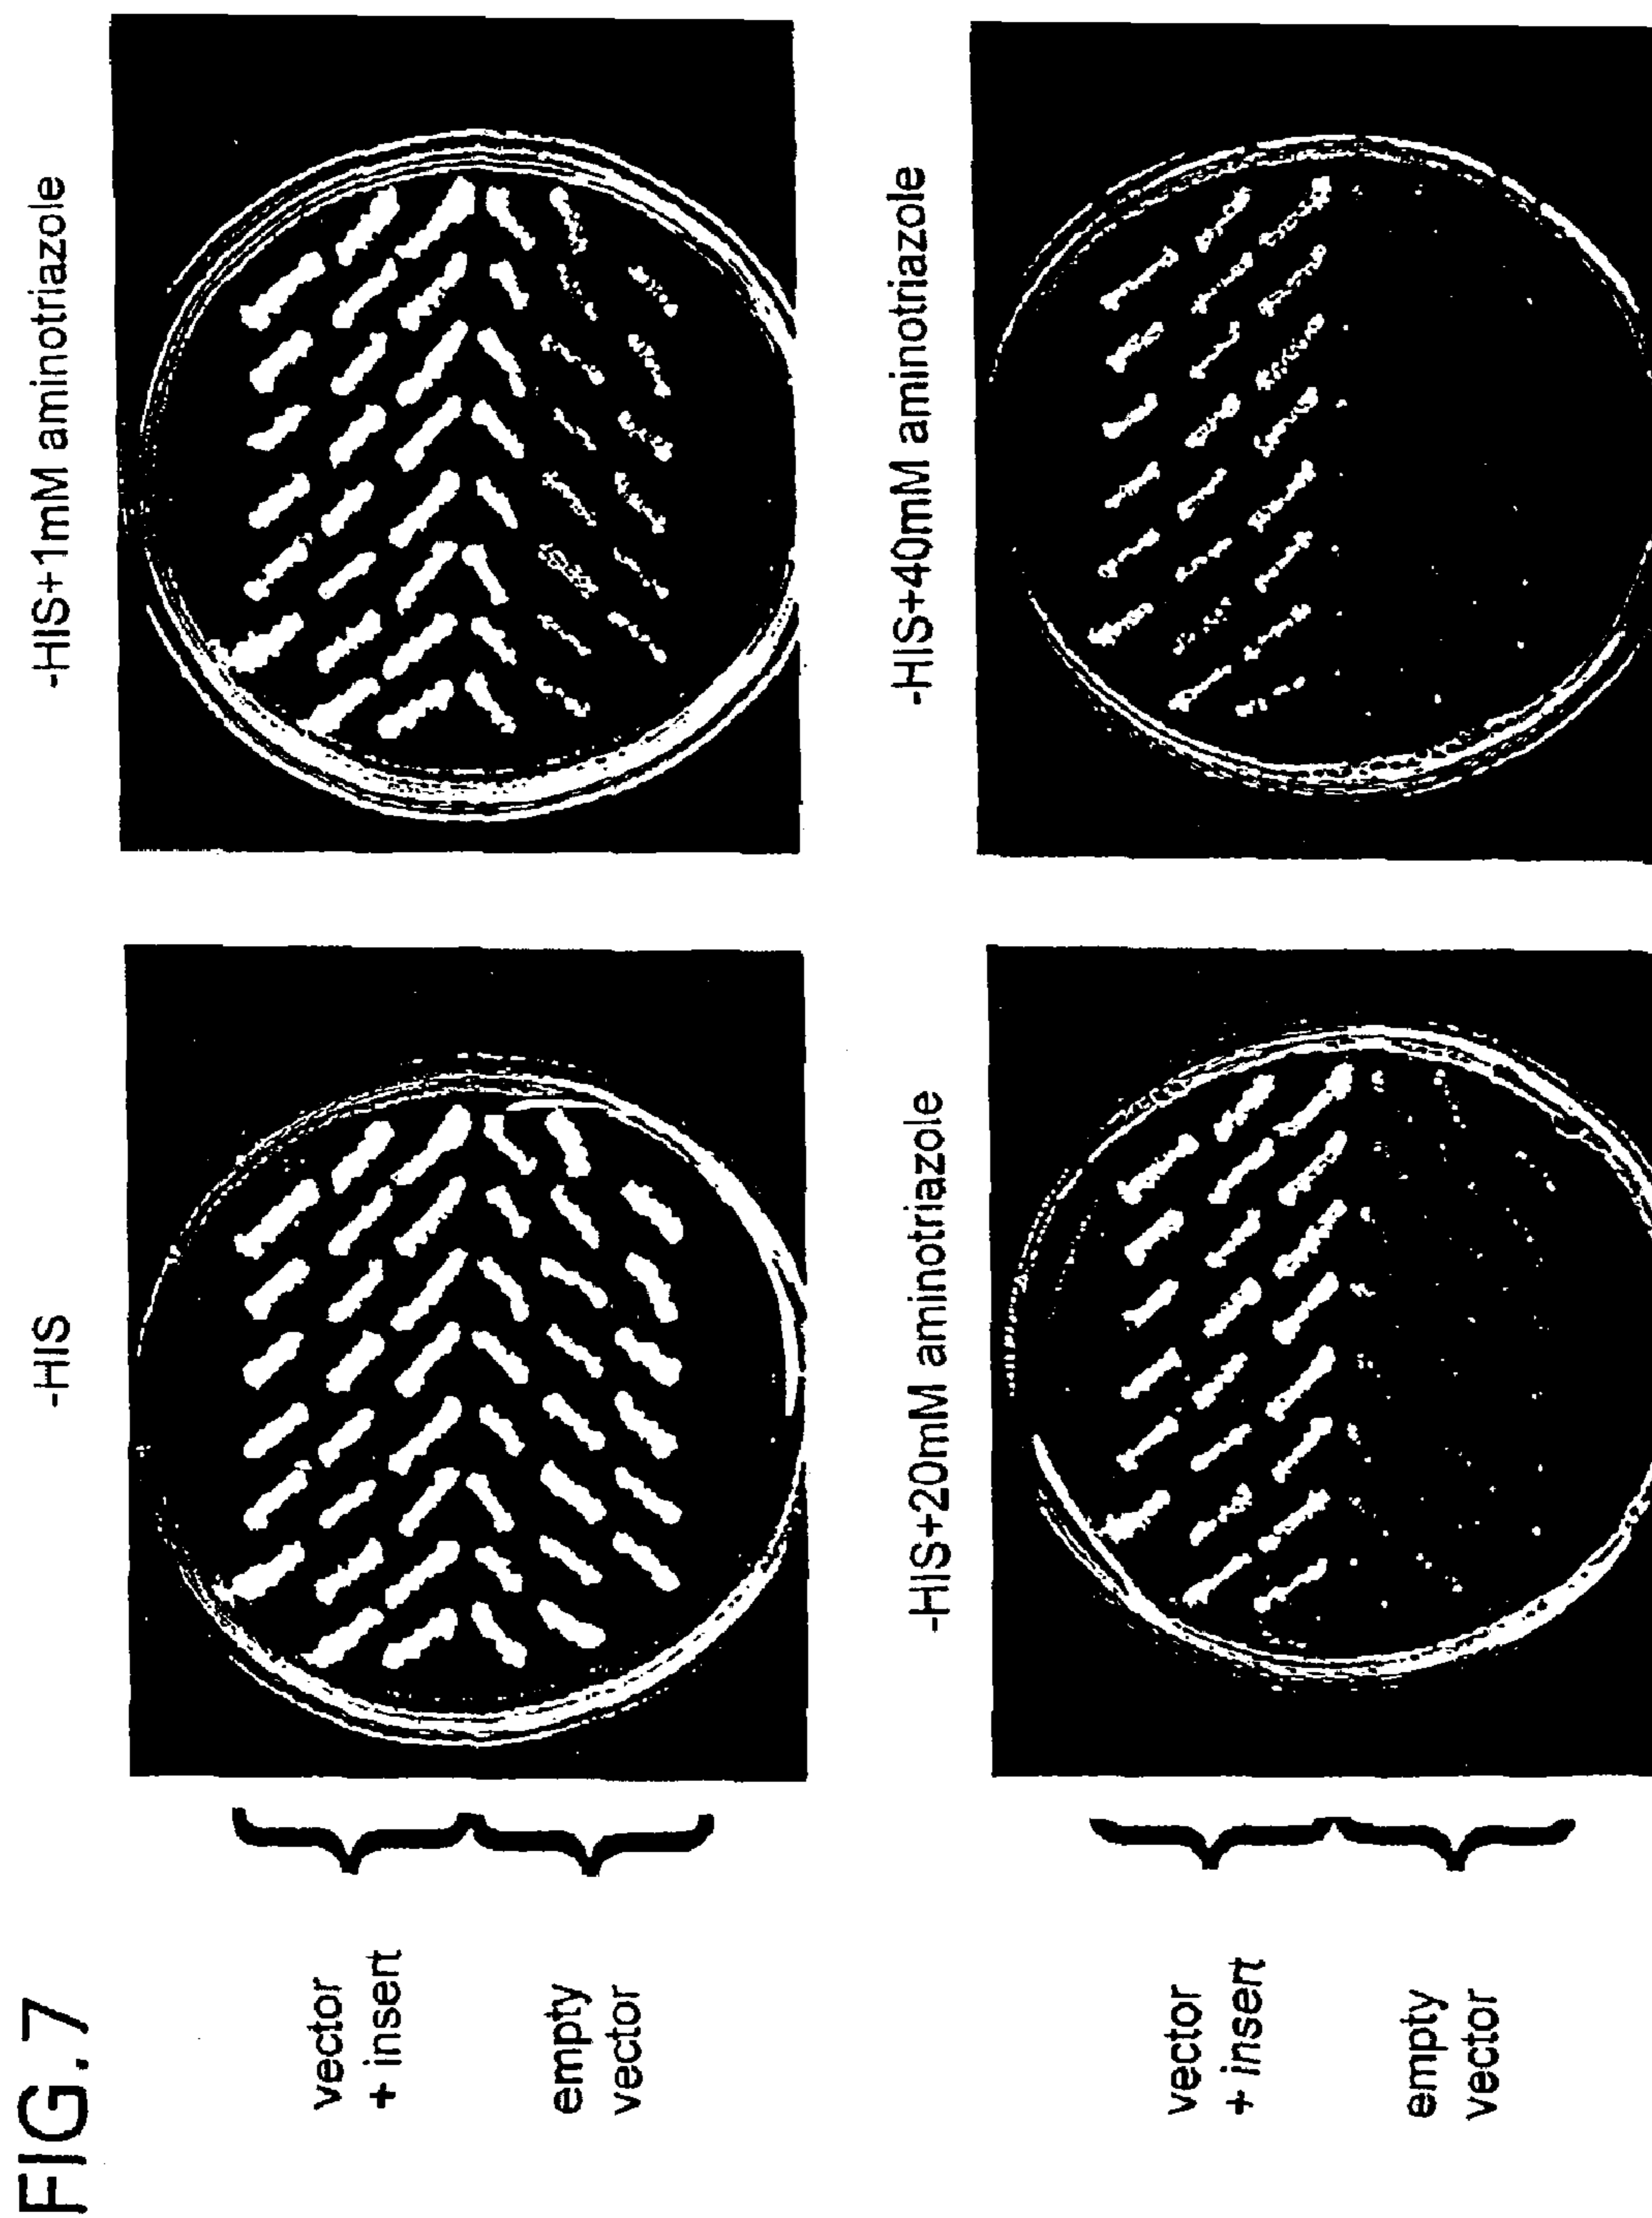 FIG.7
-HIS
-HIS+1mM aminotriazole
vector
+ insert
empty
vector
-HIS+20mM aminotriazole
-HIS+40mM aminotriazole
vector
+ insert
empty
vector